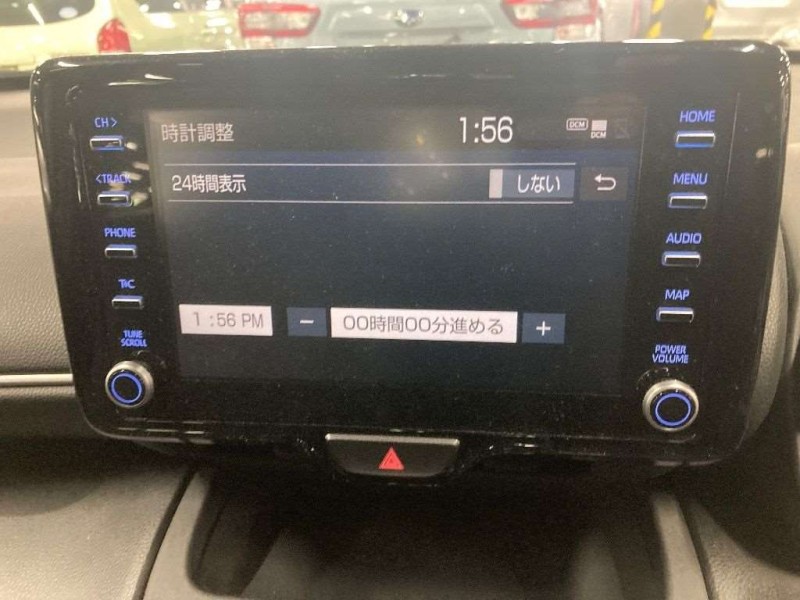 CH >
< TRACK
PHONE
T&C
TUNE
SCROLL
時計調整
1:56
DCM
DCM
24時間表示
しない
1:56 PM
−
00時間00分進める
+
HOME
MENU
AUDIO
MAP
POWER
VOLUME